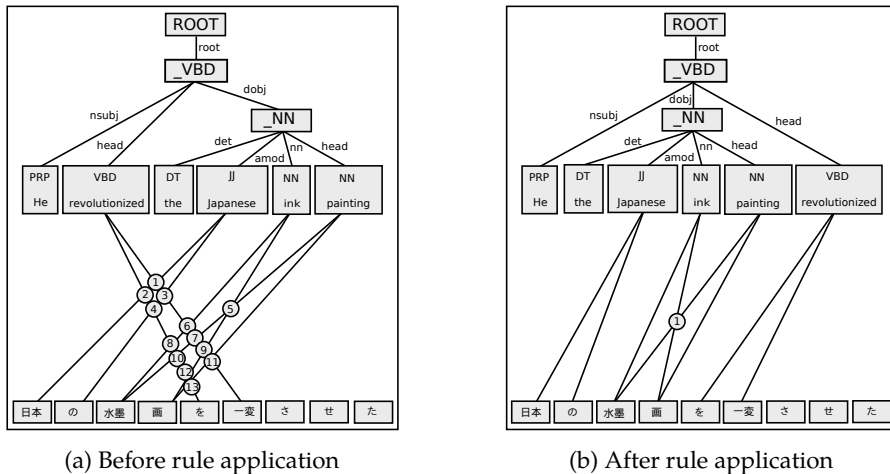 ROOT
root
_VBD
nsubj
head
dobj
_NN
det
amod
nn
head
PRP VBD DT JJ NN NN
He revolutionized the Japanese ink painting
1
2 3
4
5
6
7
8
9
10
11
12
13
日本 の 水墨 画 を 一変 さ せ た
(a) Before rule application
ROOT
root
_VBD
nsubj
dobj
head
_NN
det
amod
nn
head
PRP DT JJ NN NN VBD
He the Japanese ink painting revolutionized
1
日本 の 水墨 画 を 一変 さ せ た
(b) After rule application